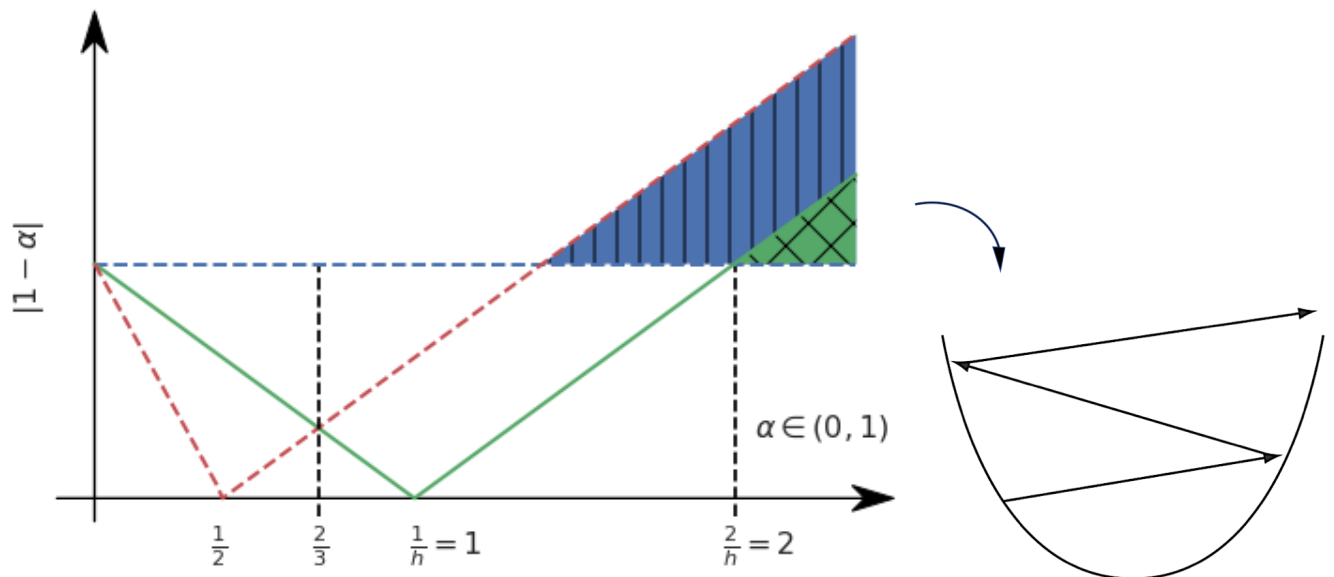 |1 − α|
α ∈ (0, 1)
1/2
2/3
1/h = 1
2/h = 2